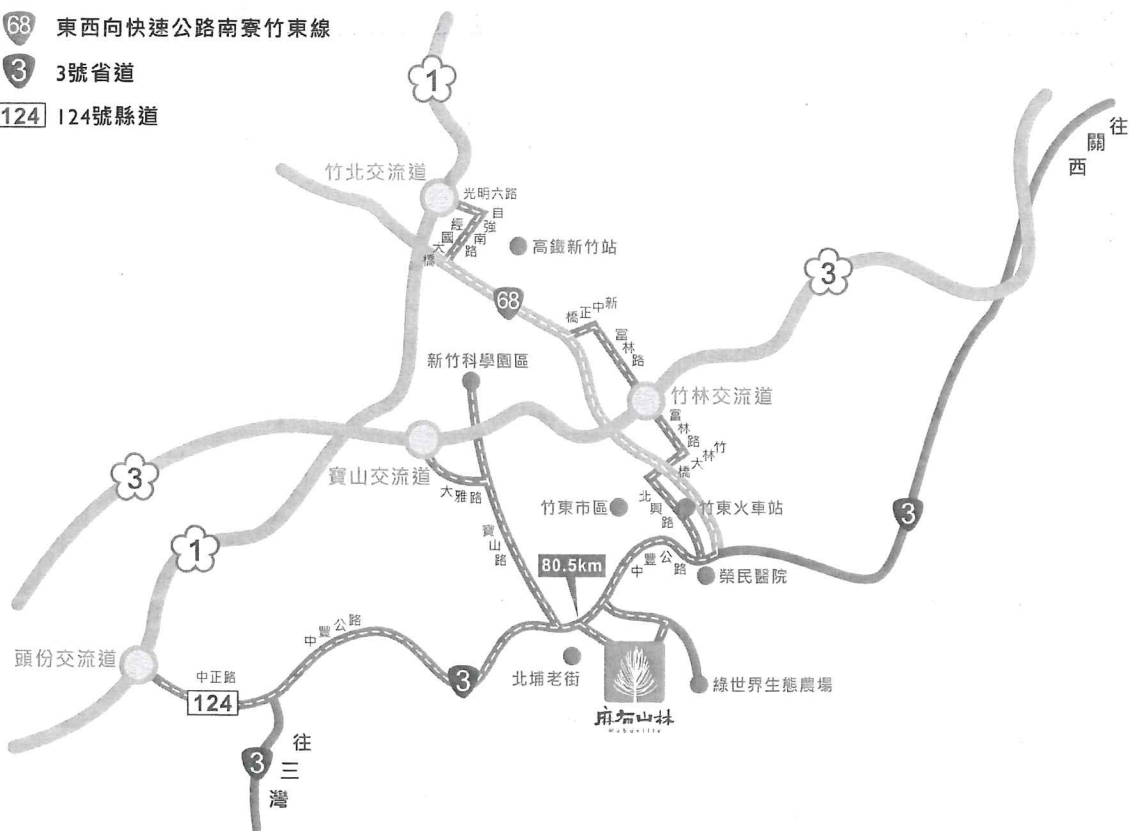 68 東西向快速公路南寮竹東線
3 3號省道
124 124號縣道
1
往關西
竹北交流道
光明六路
自強南路
經國大橋
高鐵新竹站
3
68
新中正橋
富林路
新竹科學園區
竹林交流道
富林路
竹林大橋
3
寶山交流道
大雅路
竹東市區
北興路
竹東火車站
3
寶山路
1
80.5km
中豐公路
榮民醫院
中豐公路
頭份交流道
中正路
124
3
北埔老街
綠世界生態農場
麻布山林
3
往三灣